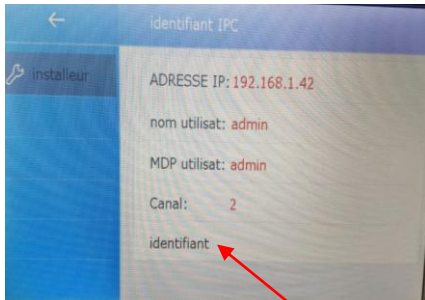 identifiant IPC
installeur
ADRESSE IP: 192.168.1.42
nom utilisat: admin
MDP utilisat: admin
Canal: 2
identifiant